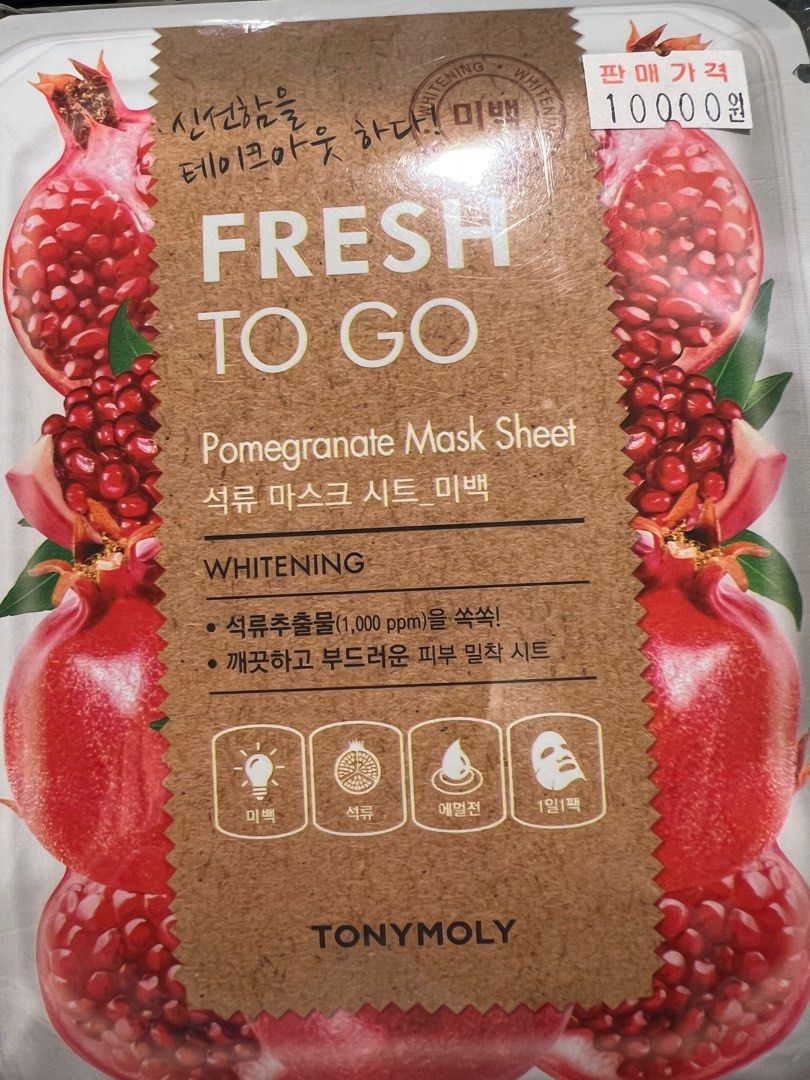 판매가격
10000원
WHITENING • WHITENING
미백
신선함을
테이크아웃 하다!
FRESH
TO GO
Pomegranate Mask Sheet
석류 마스크 시트_미백
WHITENING
• 석류추출물(1,000 ppm)을 쏙쏙!
• 깨끗하고 부드러운 피부 밀착 시트
미백
석류
에멀전
1일1팩
TONYMOLY